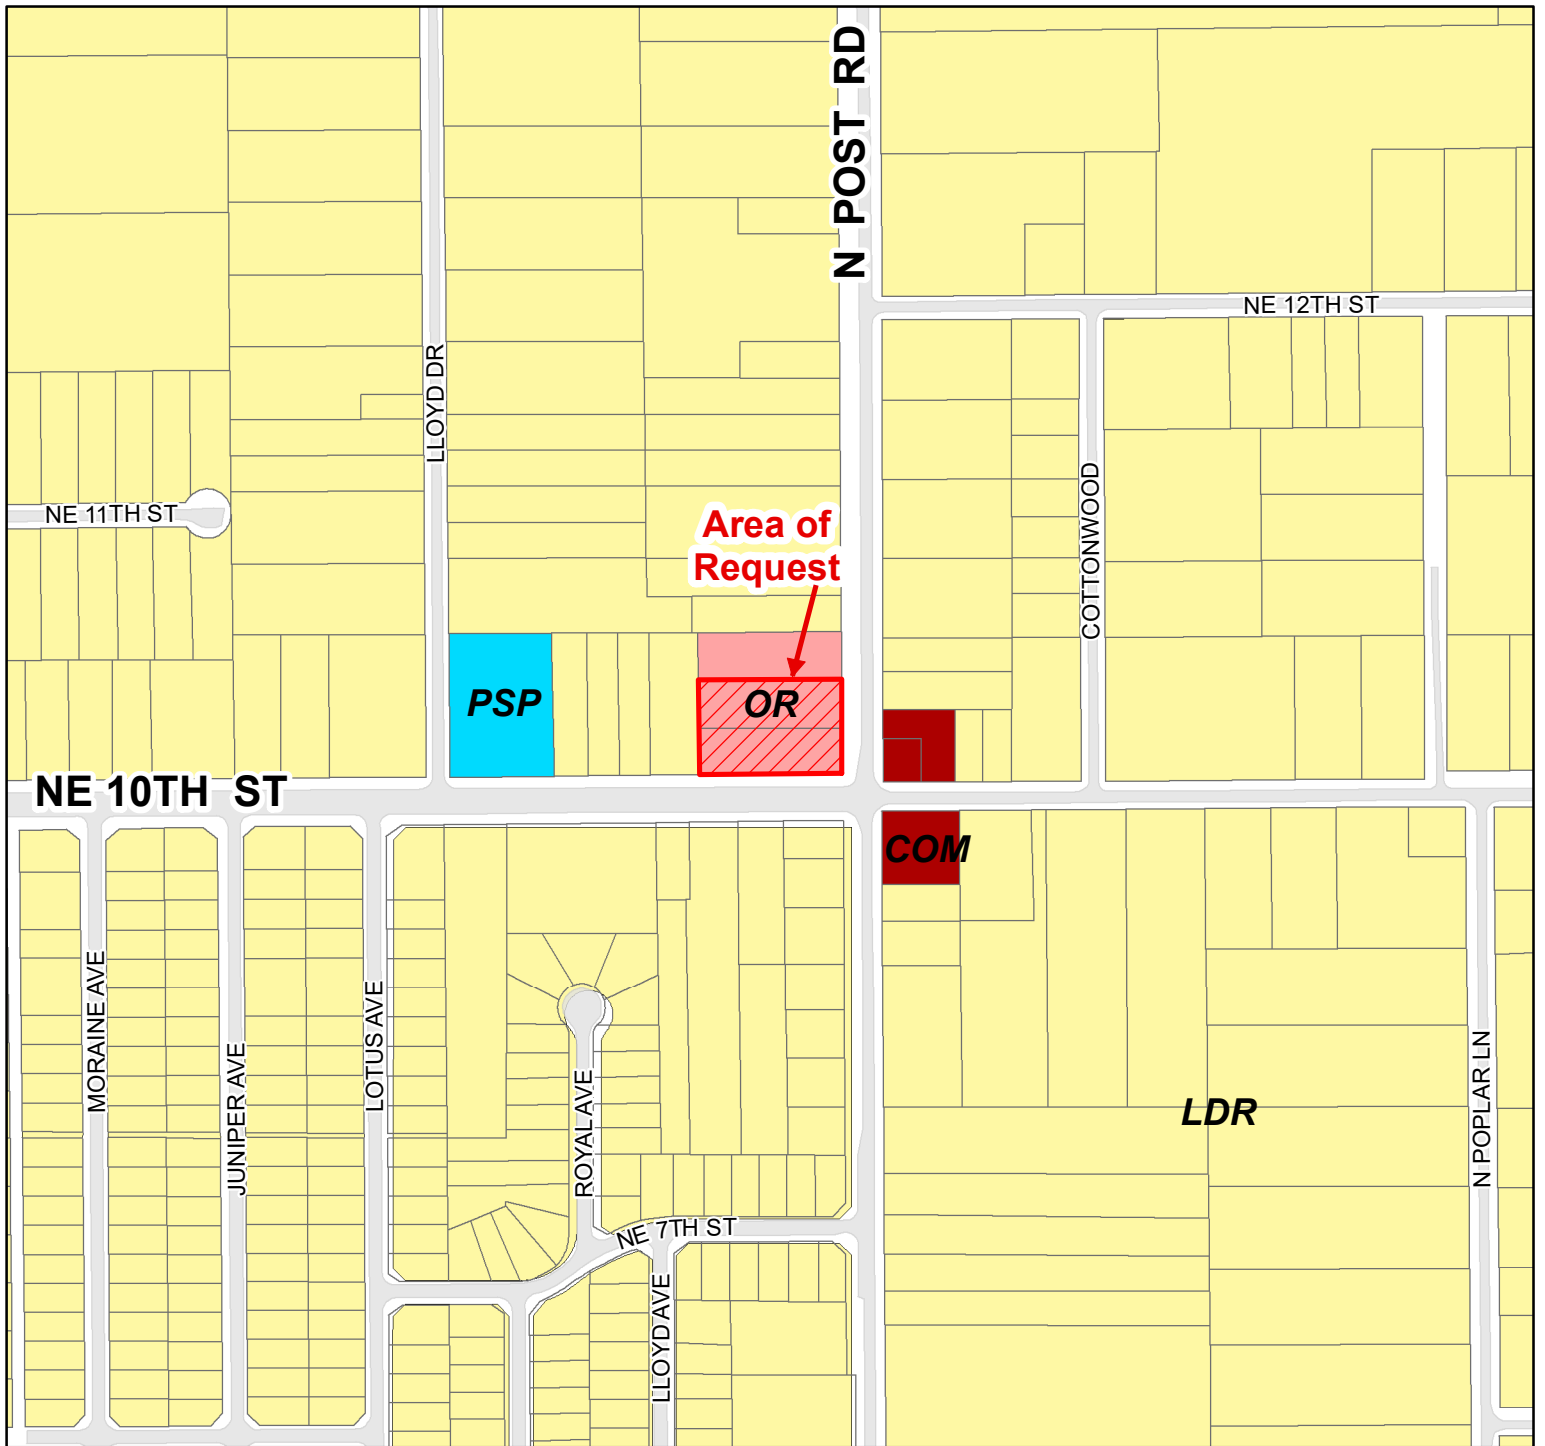 N POST RD
NE 12TH ST
LLOYD DR
NE 11TH ST
Area of
Request
COTTONWOOD
PSP
OR
NE 10TH ST
COM
MORAINE AVE
JUNIPER AVE
LOTUS AVE
ROYAL AVE
LDR
N POPLAR LN
NE 7TH ST
LLOYD AVE